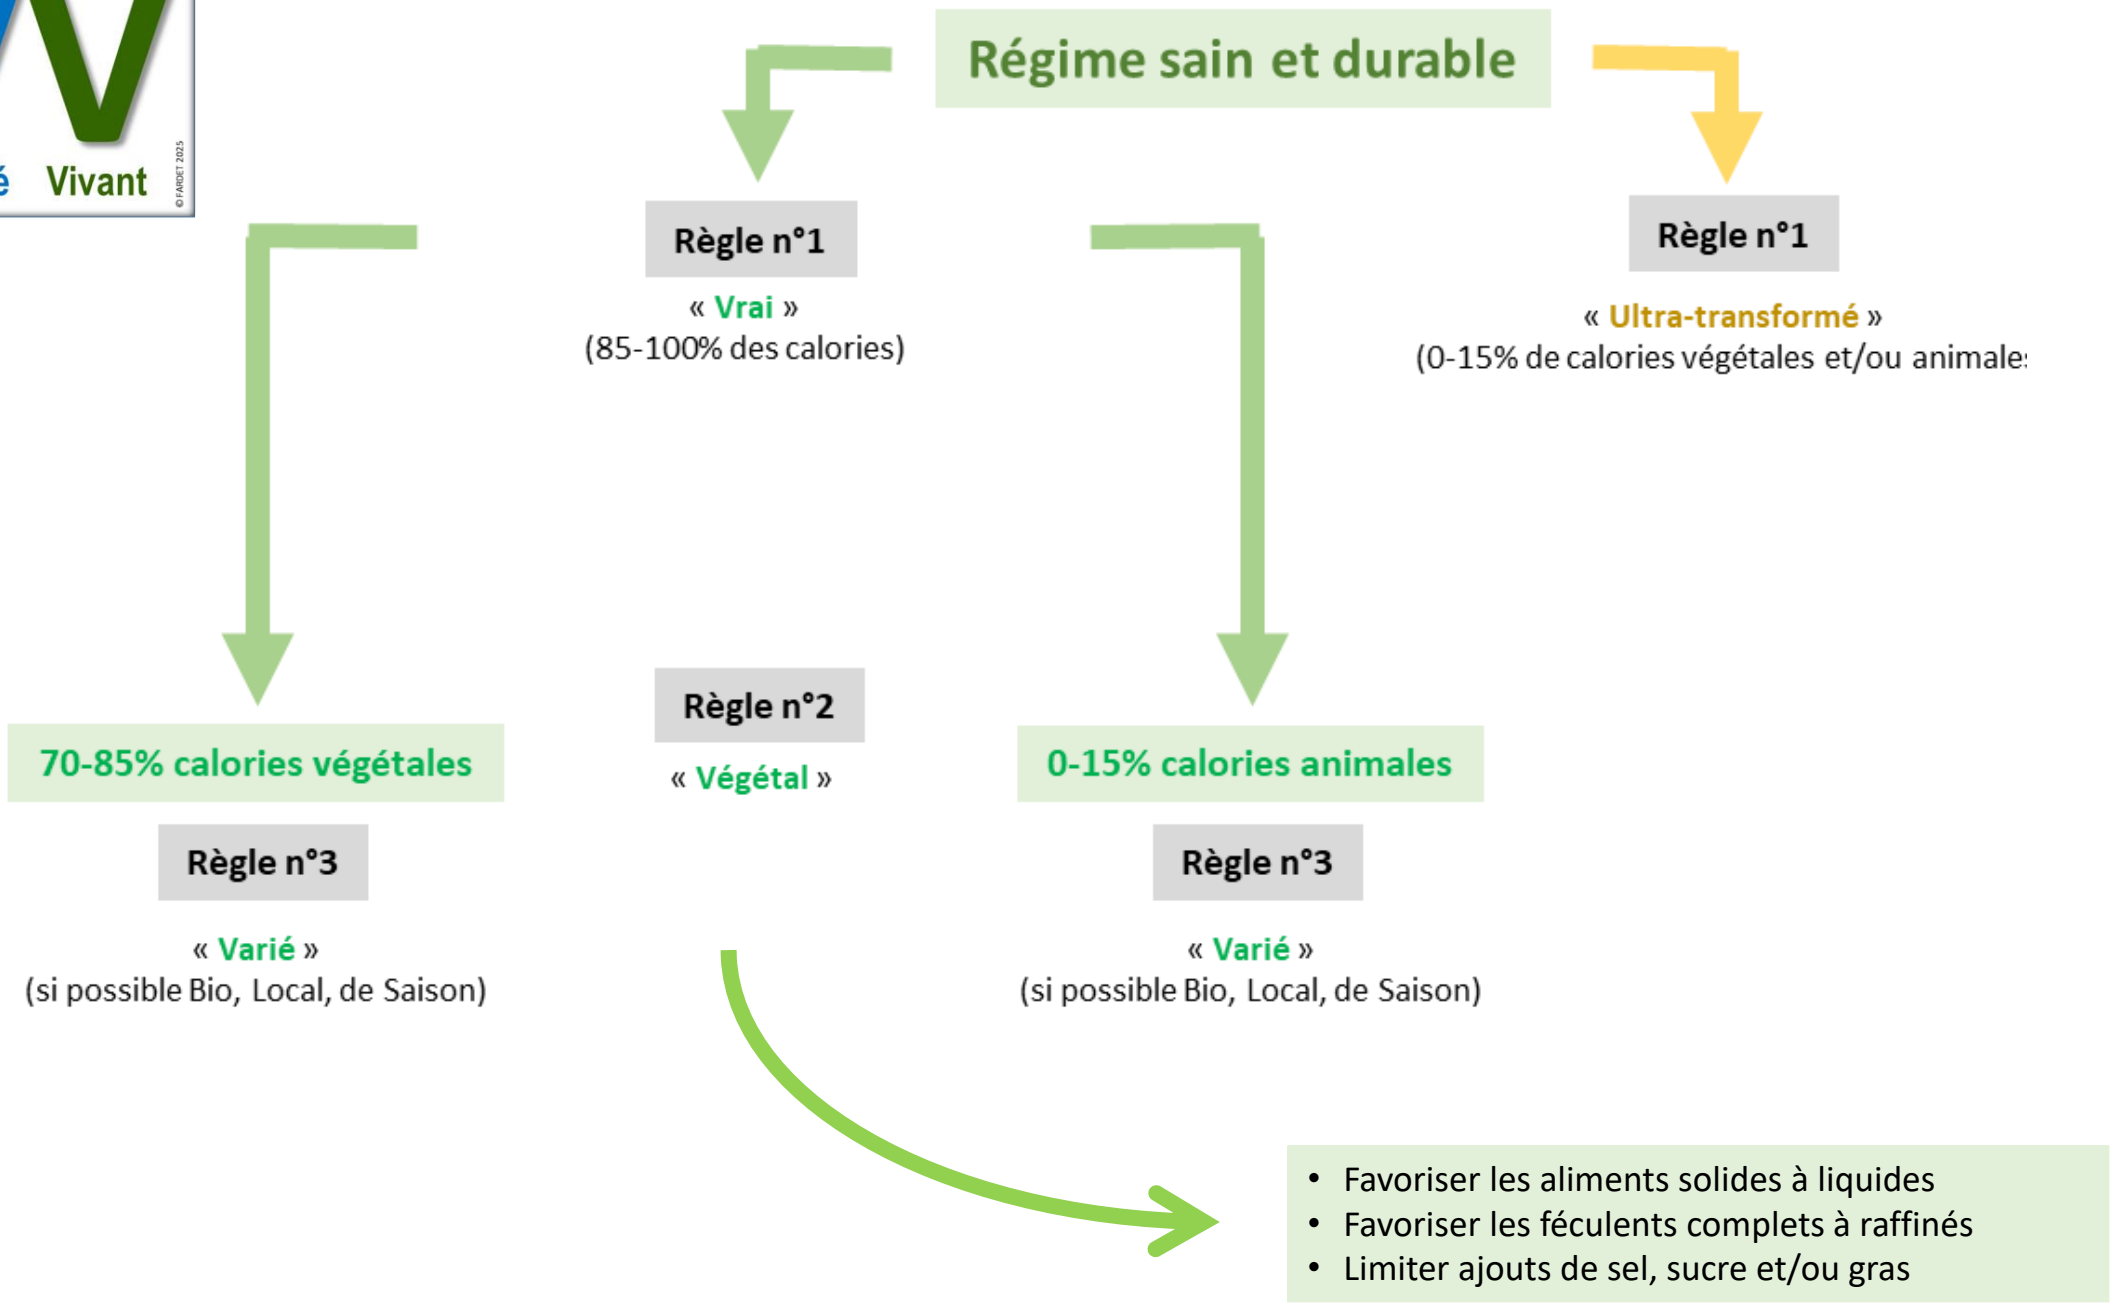 Régime sain et durable
Vivant
© FARDET 2025
Règle n°1
« Vrai »
(85-100% des calories)
Règle n°1
« Ultra-transformé »
(0-15% de calories végétales et/ou animale
70-85% calories végétales
Règle n°2
« Végétal »
0-15% calories animales
Règle n°3
« Varié »
(si possible Bio, Local, de Saison)
Règle n°3
« Varié »
(si possible Bio, Local, de Saison)
• Favoriser les aliments solides à liquides
• Favoriser les féculents complets à raffinés
• Limiter ajouts de sel, sucre et/ou gras